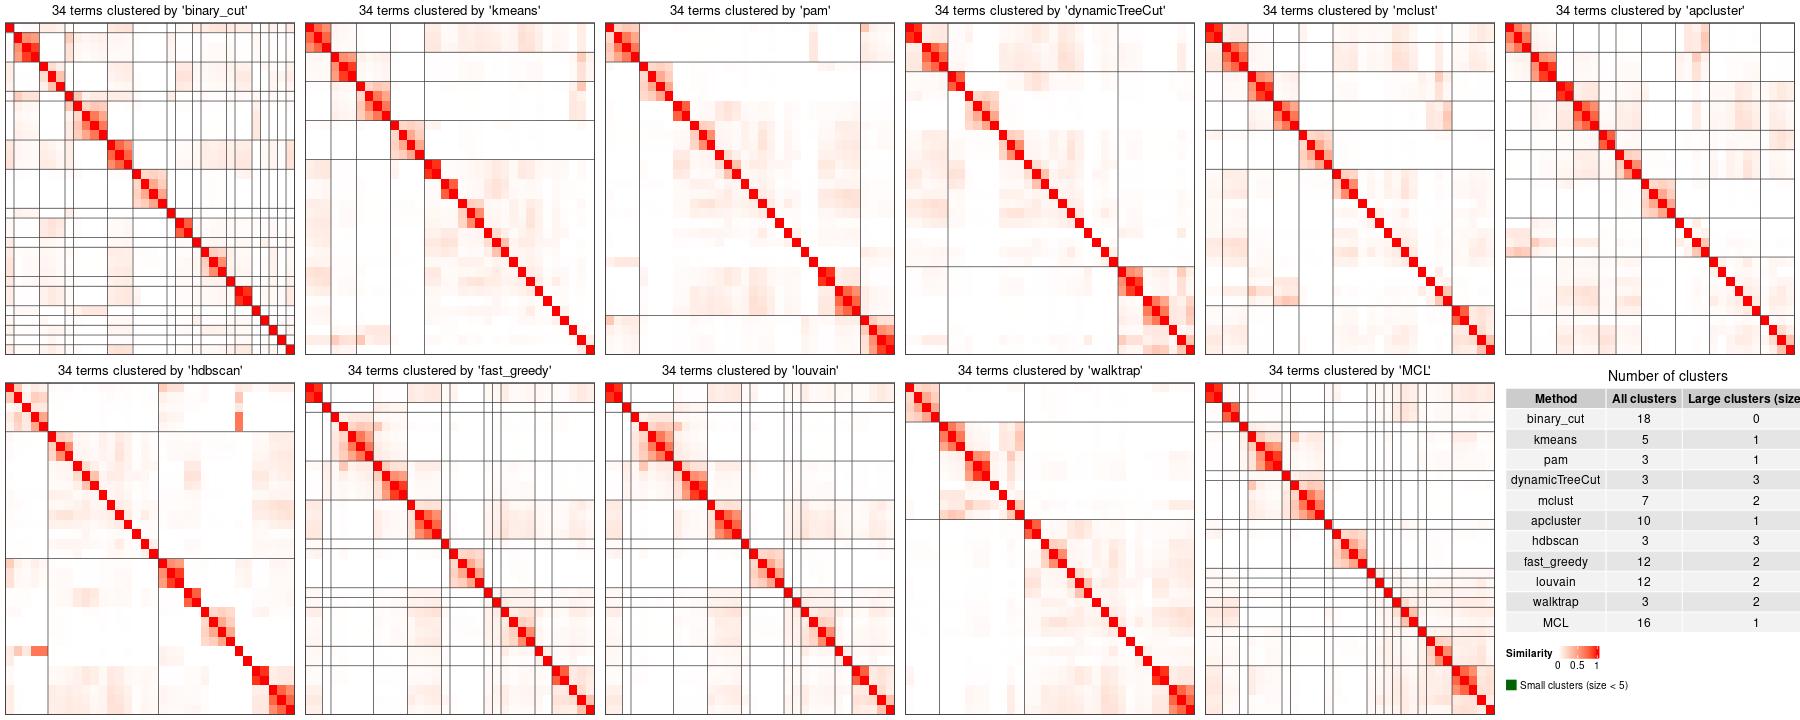 34 terms clustered by 'binary_cut'
34 terms clustered by 'kmeans'
34 terms clustered by 'pam'
34 terms clustered by 'dynamicTreeCut'
34 terms clustered by 'mclust'
34 terms clustered by 'apcluster'
34 terms clustered by 'hdbscan'
34 terms clustered by 'fast_greedy'
34 terms clustered by 'louvain'
34 terms clustered by 'walktrap'
34 terms clustered by 'MCL'
Number of clusters
Method All clusters Large clusters (size
binary_cut 18 0
kmeans 5 1
pam 3 1
dynamicTreeCut 3 3
mclust 7 2
apcluster 10 1
hdbscan 3 3
fast_greedy 12 2
louvain 12 2
walktrap 3 2
MCL 16 1
Similarity
0 0.5 1
Small clusters (size < 5)